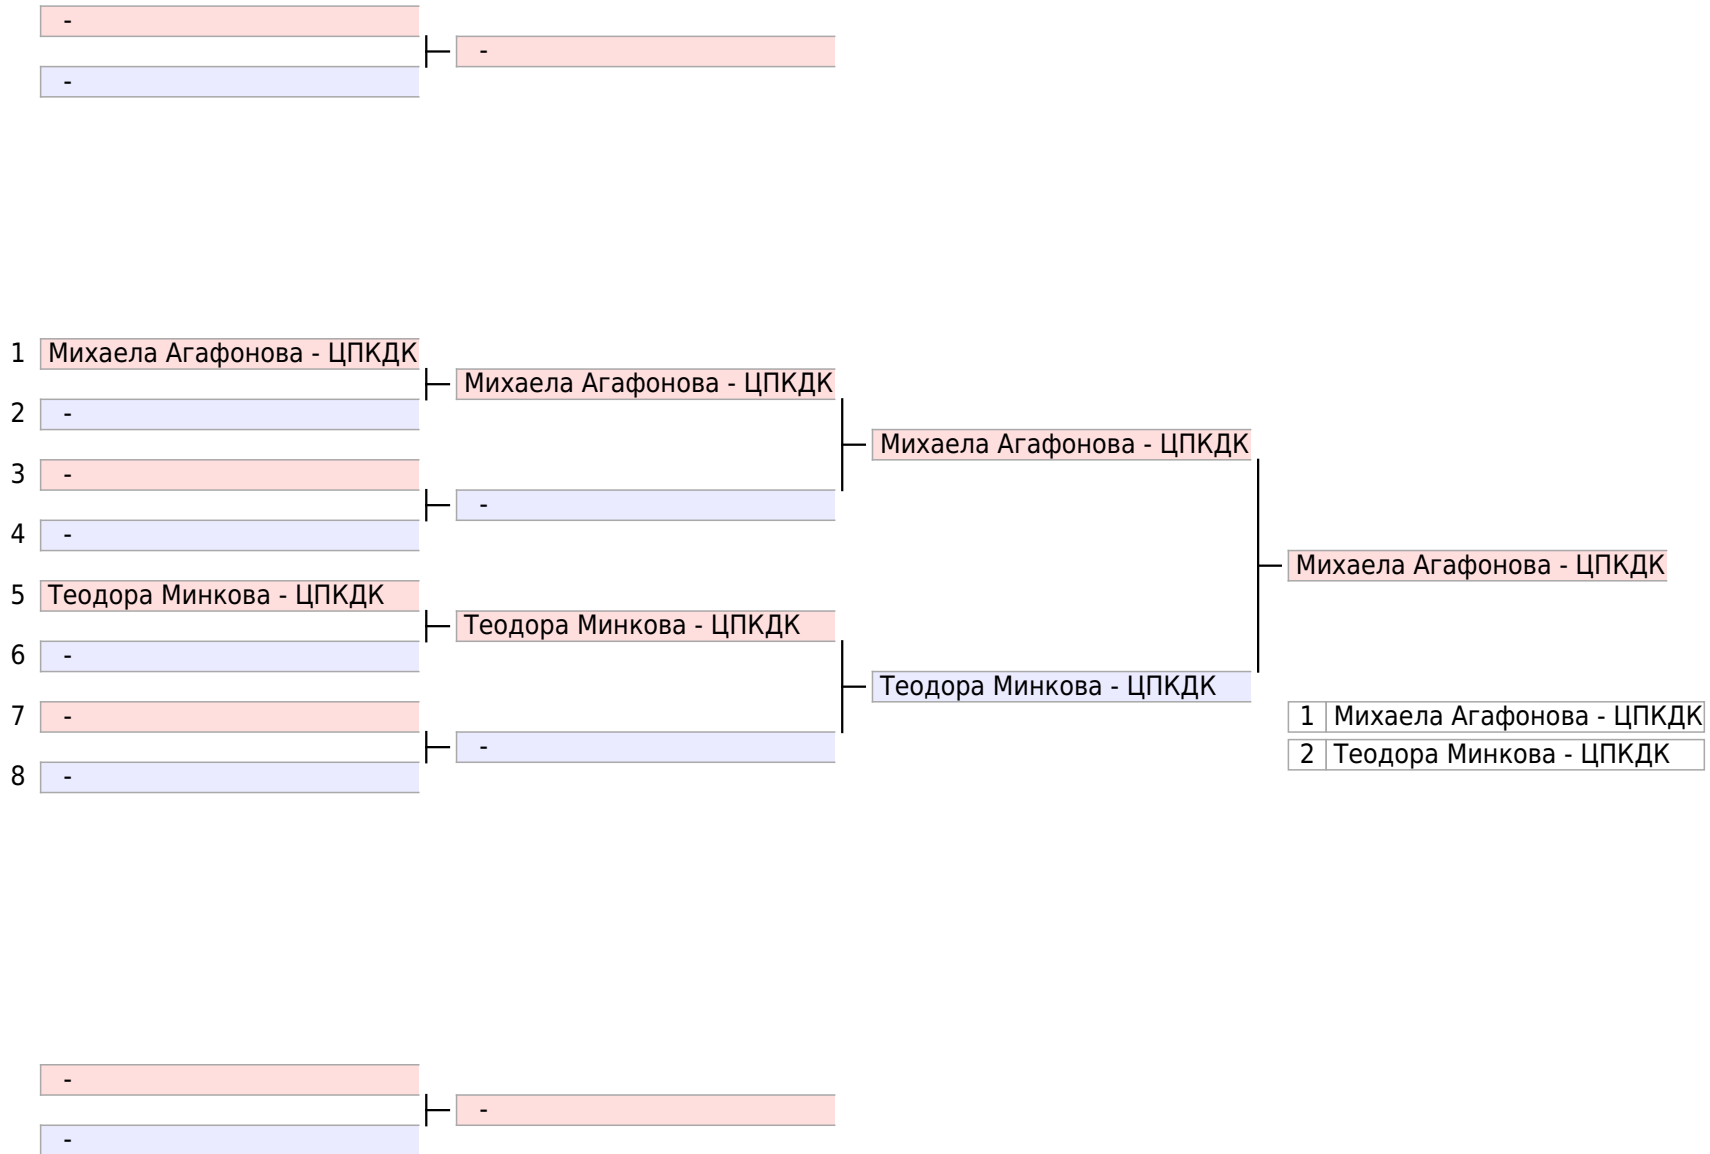 -
-
-
1 Михаела Агафонова - ЦПКДК
Михаела Агафонова - ЦПКДК
2 -
Михаела Агафонова - ЦПКДК
3 -
-
4 -
Михаела Агафонова - ЦПКДК
5 Теодора Минкова - ЦПКДК
Теодора Минкова - ЦПКДК
6 -
Теодора Минкова - ЦПКДК
7 -
-
8 -
1 Михаела Агафонова - ЦПКДК
2 Теодора Минкова - ЦПКДК
-
-
-